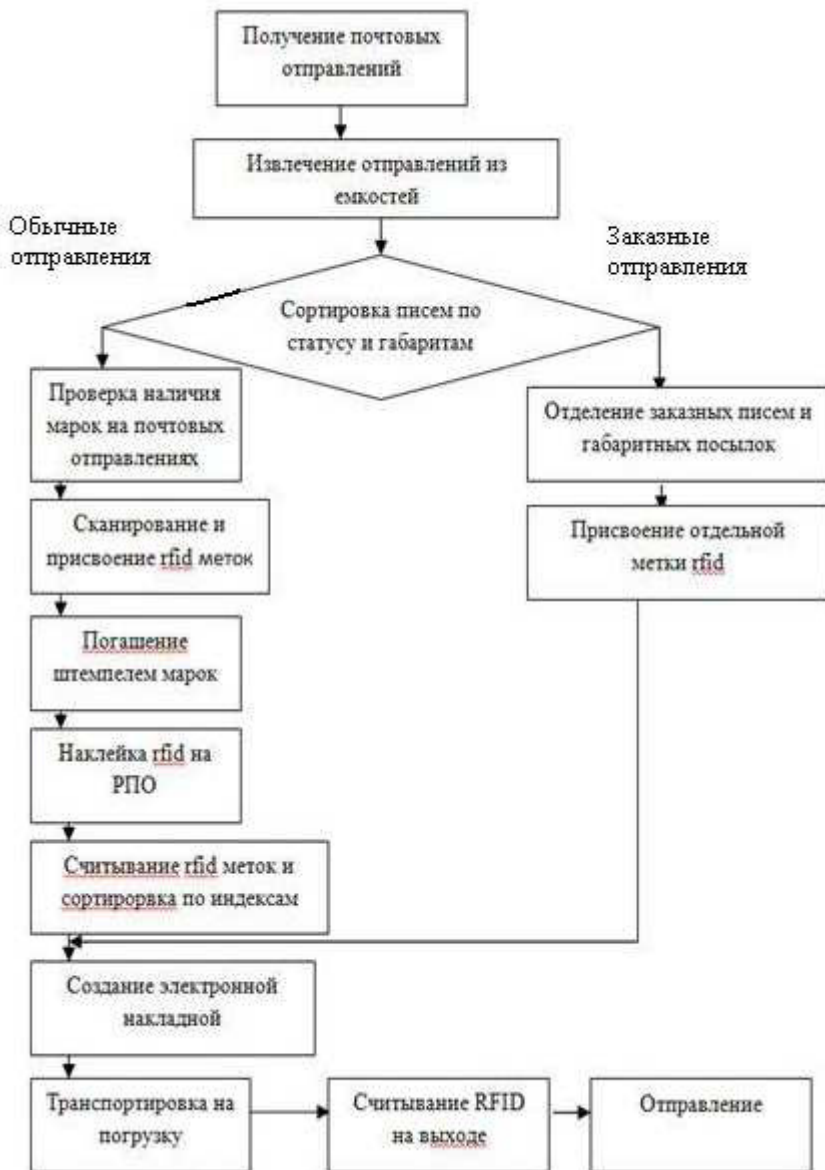 Получение почтовых
отправлений
Извлечение отправлений из
емкостей
Обычные
отправления
Заказные
отправления
Сортировка писем по
статусу и габаритам
Проверка наличия
марок на почтовых
отправлениях
Отделение заказных писем и
габаритных посылок
Сканирование и
присвоение rfid меток
Присвоение отдельной
метки rfid
Погашение
штемпелем марок
Наклейка rfid на
РПО
Считывание rfid меток и
сортирорвка по индексам
Создание электронной
накладной
Транспортировка на
погрузку
Считывание RFID
на выходе
Отправление